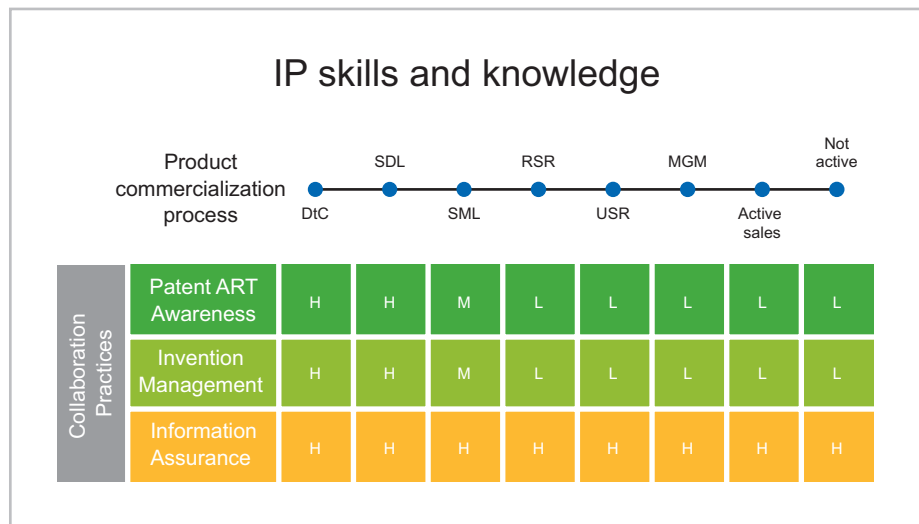 IP skills and knowledge
Product
commercialization
process
DtC
SDL
SML
RSR
USR
MGM
Active
sales
Not
active
Collaboration
Practices
Patent ART
Awareness
H H M L L L L L
Invention
Management
H H M L L L L L
Information
Assurance
H H H H H H H H